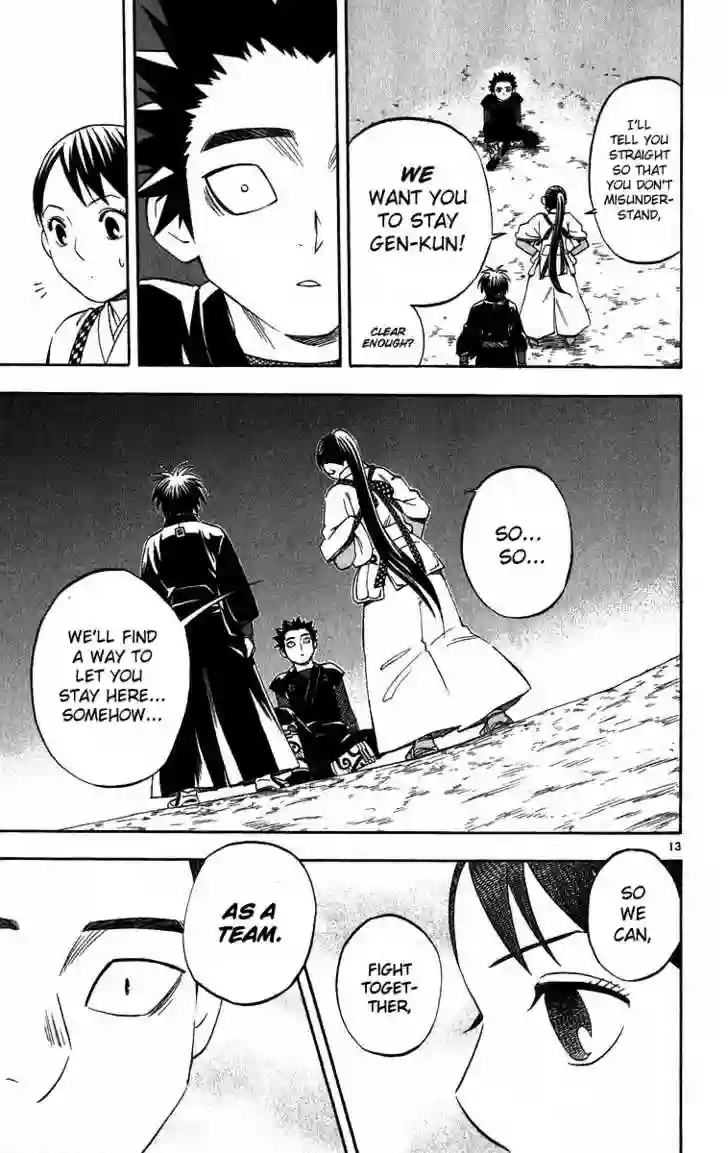 I'LL
TELL YOU
STRAIGHT
SO THAT
YOU DON'T
MISUNDER-
STAND,
WE
WANT YOU
TO STAY
GEN-KUN!
CLEAR
ENOUGH?
SO...
SO...
WE'LL FIND
A WAY TO
LET YOU
STAY HERE...
SOMEHOW...
13
SO
WE
CAN,
FIGHT
TOGET-
THER,
AS A
TEAM.